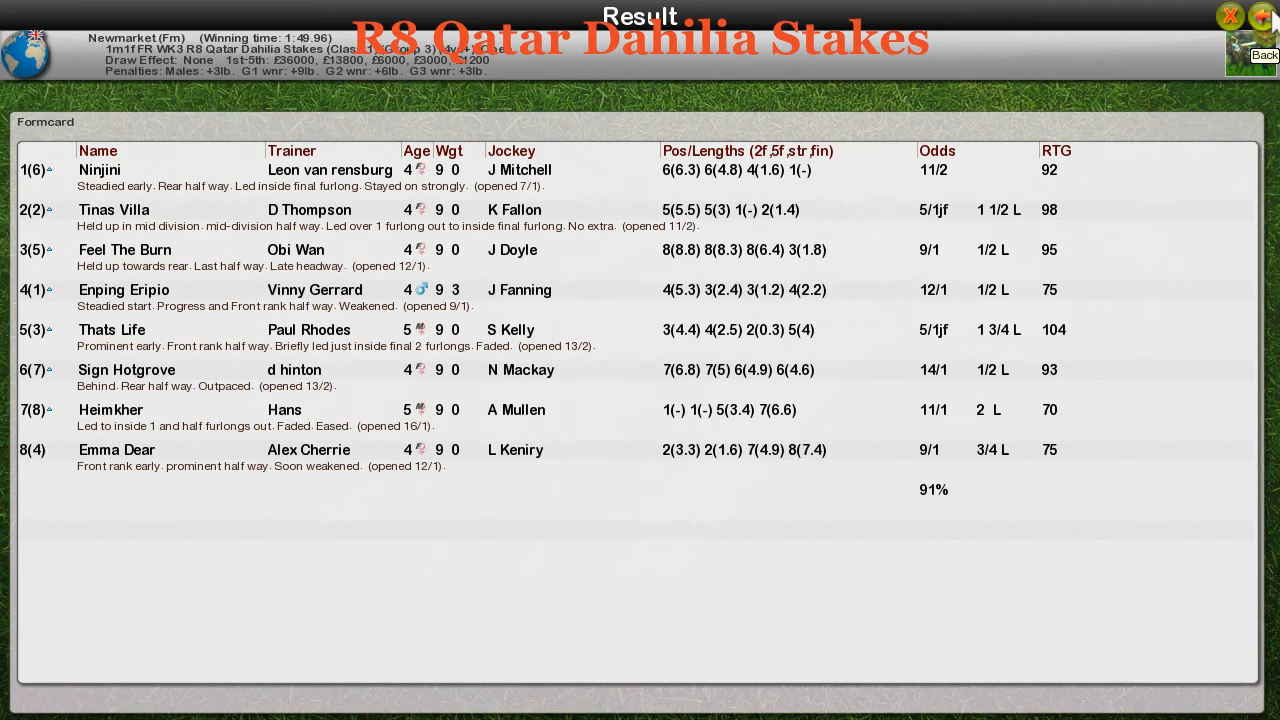 Result
R8 Qatar Dahilia Stakes
Newmarket (Fm) (Winning time: 1:49.96)
1m1f FR WK3 R8 Qatar Dahilia Stakes (Class 1) (Group 3) (4y+)
Draw Effect: None 1st-5th: £36000, £13800, £6000, £3000, £1200
Penalties: Males: +3lb. G1 wnr: +9lb. G2 wnr: +6lb. G3 wnr: +3lb.
X
Back
Formcard
Name Trainer Age Wgt Jockey Pos/Lengths (2f,5f,str,fin) Odds RTG
1(6) Ninjini Leon van rensburg 4 9 0 J Mitchell 6(6.3) 6(4.8) 4(1.6) 1(-) 11/2 92
Steadied early. Rear half way. Led inside final furlong. Stayed on strongly. (opened 7/1).
2(2) Tinas Villa D Thompson 4 9 0 K Fallon 5(5.5) 5(3) 1(-) 2(1.4) 5/1jf 1 1/2 L 98
Held up in mid division. mid-division half way. Led over 1 furlong out to inside final furlong. No extra. (opened 11/2).
3(5) Feel The Burn Obi Wan 4 9 0 J Doyle 8(8.8) 8(8.3) 8(6.4) 3(1.8) 9/1 1/2 L 95
Held up towards rear. Last half way. Late headway. (opened 12/1).
4(1) Enping Eripio Vinny Gerrard 4 9 3 J Fanning 4(5.3) 3(2.4) 3(1.2) 4(2.2) 12/1 1/2 L 75
Steadied start. Progress and Front rank half way. Weakened. (opened 9/1).
5(3) Thats Life Paul Rhodes 5 9 0 S Kelly 3(4.4) 4(2.5) 2(0.3) 5(4) 5/1jf 1 3/4 L 104
Prominent early. Front rank half way. Briefly led just inside final 2 furlongs. Faded. (opened 13/2).
6(7) Sign Hotgrove d hinton 4 9 0 N Mackay 7(6.8) 7(5) 6(4.9) 6(4.6) 14/1 1/2 L 93
Behind. Rear half way. Outpaced. (opened 13/2).
7(8) Heimkher Hans 5 9 0 A Mullen 1(-) 1(-) 5(3.4) 7(6.6) 11/1 2 L 70
Led to inside 1 and half furlongs out. Faded. Eased. (opened 16/1).
8(4) Emma Dear Alex Cherrie 4 9 0 L Keniry 2(3.3) 2(1.6) 7(4.9) 8(7.4) 9/1 3/4 L 75
Front rank early. prominent half way. Soon weakened. (opened 12/1).
91%